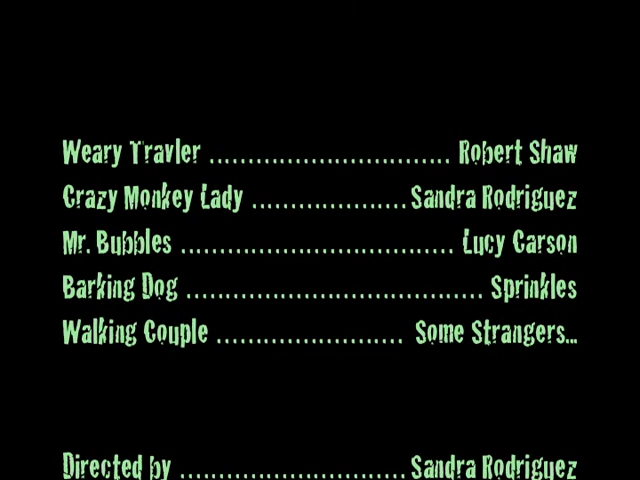 Weary Travler .............................. Robert Shaw
Crazy Monkey Lady ................... Sandra Rodriguez
Mr. Bubbles .................................. Lucy Carson
Barking Dog ..................................... Sprinkles
Walking Couple ........................ Some Strangers...
Directed by ............................. Sandra Rodriguez